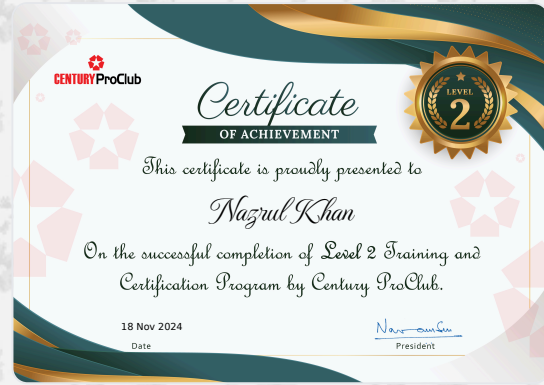 CENTURY ProClub
LEVEL
2
Certificate
OF ACHIEVEMENT
This certificate is proudly presented to
Nazrul Khan
On the successful completion of Level 2 Training and
Certification Program by Century ProClub.
18 Nov 2024
Date
President